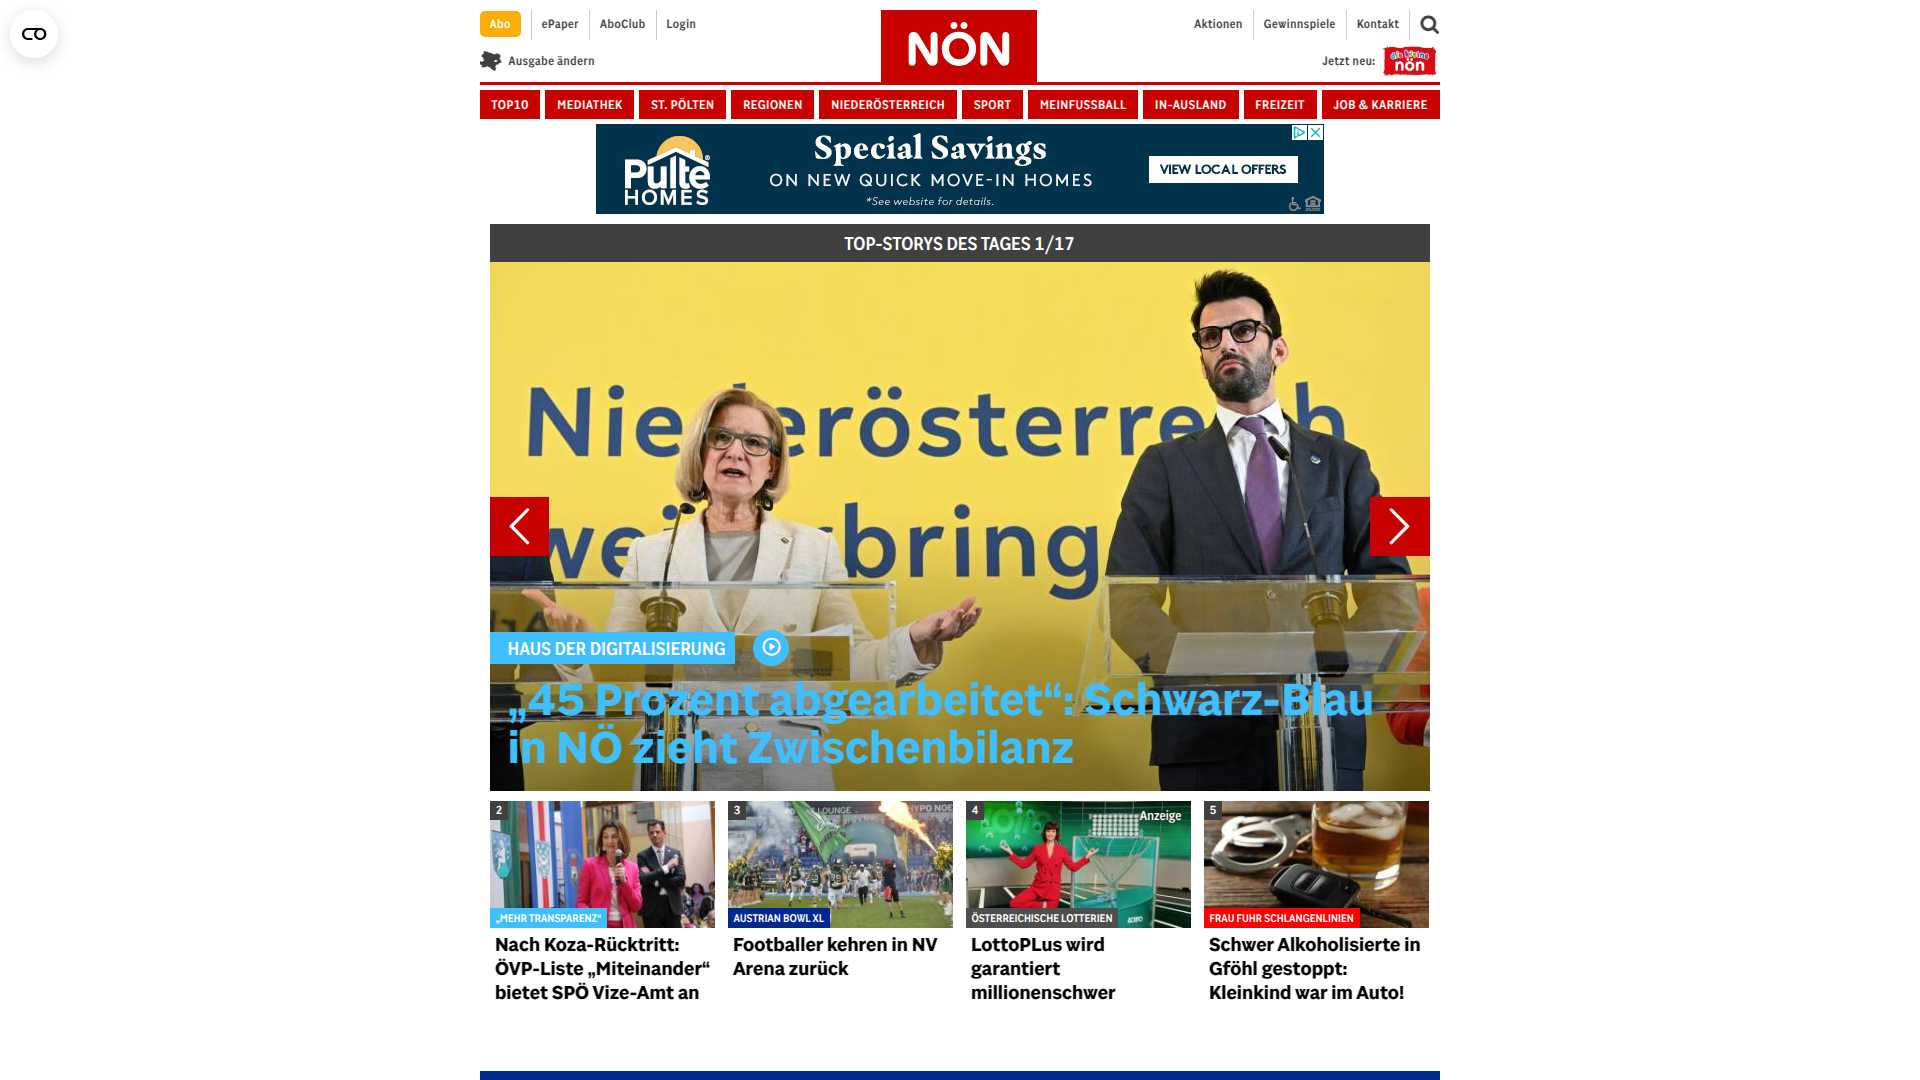 Abo
ePaper
AboClub
Login
NÖN
Aktionen
Gewinnspiele
Kontakt
Ausgabe ändern
Jetzt neu:
die kleine
nön
TOP10
MEDIATHEK
ST. PÖLTEN
REGIONEN
NIEDERÖSTERREICH
SPORT
MEINFUSSBALL
IN-AUSLAND
FREIZEIT
JOB & KARRIERE
Pulte
HOMES
Special Savings
ON NEW QUICK MOVE-IN HOMES
*See website for details.
VIEW LOCAL OFFERS
TOP-STORYS DES TAGES 1/17
HAUS DER DIGITALISIERUNG
„45 Prozent abgearbeitet“: Schwarz-Blau
in NÖ zieht Zwischenbilanz
2
„MEHR TRANSPARENZ“
Nach Koza-Rücktritt:
ÖVP-Liste „Miteinander“
bietet SPÖ Vize-Amt an
3
LOUNGE
HYPO NOE
AUSTRIAN BOWL XL
Footballer kehren in NV
Arena zurück
4
Anzeige
ÖSTERREICHISCHE LOTTERIEN
LottoPLus wird
garantiert
millionenschwer
5
FRAU FUHR SCHLANGENLINIEN
Schwer Alkoholisierte in
Gföhl gestoppt:
Kleinkind war im Auto!